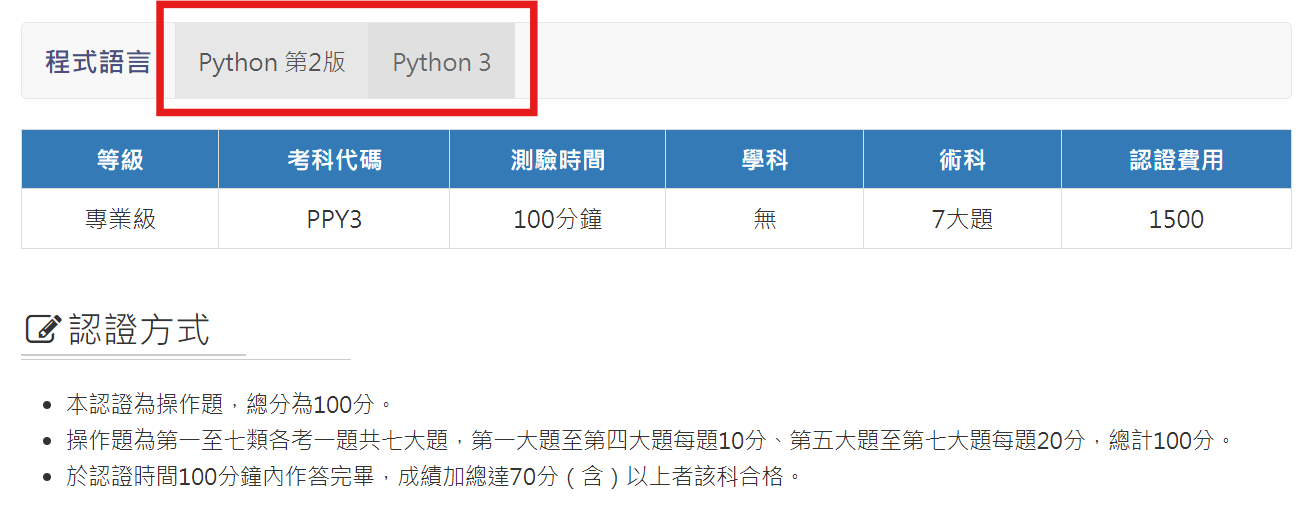 程式語言 Python 第2版 Python 3
等級 考科代碼 測驗時間 學科 術科 認證費用
專業級 PPY3 100分鐘 無 7大題 1500
認證方式
本認證為操作題，總分為100分。
操作題為第一至七類各考一題共七大題，第一大題至第四大題每題10分、第五大題至第七大題每題20分，總計100分。
於認證時間100分鐘內作答完畢，成績加總達70分（含）以上者該科合格。